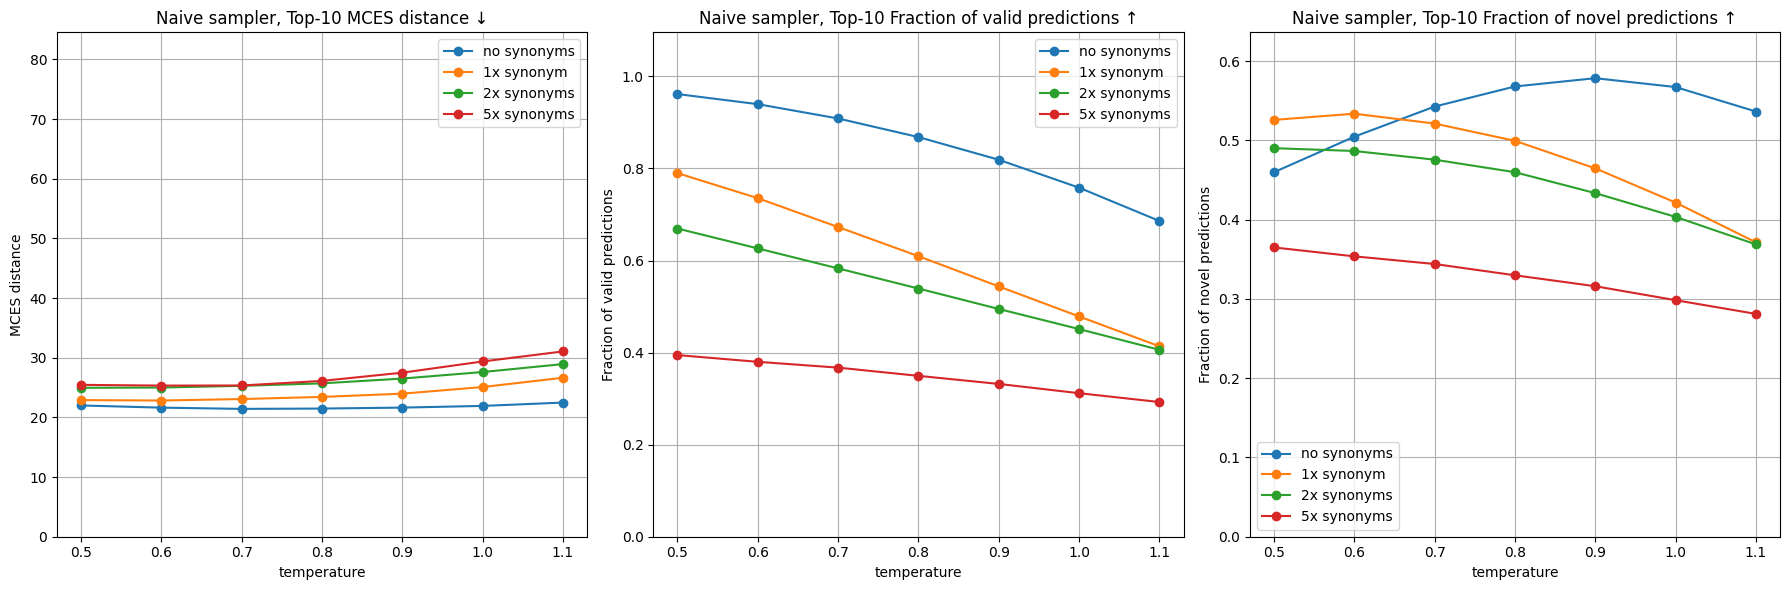 Naive sampler, Top-10 MCES distance ↓
MCES distance
80
70
60
50
40
30
20
10
0
0.5 0.6 0.7 0.8 0.9 1.0 1.1
temperature
no synonyms
1x synonym
2x synonyms
5x synonyms
Naive sampler, Top-10 Fraction of valid predictions ↑
Fraction of valid predictions
1.0
0.8
0.6
0.4
0.2
0.0
0.5 0.6 0.7 0.8 0.9 1.0 1.1
temperature
no synonyms
1x synonym
2x synonyms
5x synonyms
Naive sampler, Top-10 Fraction of novel predictions ↑
Fraction of novel predictions
0.6
0.5
0.4
0.3
0.2
0.1
0.0
0.5 0.6 0.7 0.8 0.9 1.0 1.1
temperature
no synonyms
1x synonym
2x synonyms
5x synonyms